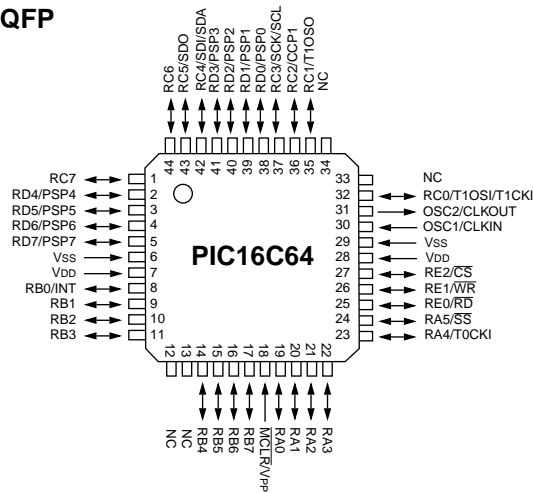 QFP
RC6
RC5/SDO
RC4/SDI/SDA
RD3/PSP3
RD2/PSP2
RD1/PSP1
RD0/PSP0
RC3/SCK/SCL
RC2/CCP1
RC1/T1OSO
NC
44
43
42
41
40
39
38
37
36
35
34
RC7 1
RD4/PSP4 2
RD5/PSP5 3
RD6/PSP6 4
RD7/PSP7 5
VSS 6
VDD 7
RB0/INT 8
RB1 9
RB2 10
RB3 11
PIC16C64
33 NC
32 RC0/T1OSI/T1CKI
31 OSC2/CLKOUT
30 OSC1/CLKIN
29 VSS
28 VDD
27 RE2/CS
26 RE1/WR
25 RE0/RD
24 RA5/SS
23 RA4/T0CKI
12
13
14
15
16
17
18
19
20
21
22
NC
NC
RB4
RB5
RB6
RB7
MCLR/VPP
RA0
RA1
RA2
RA3